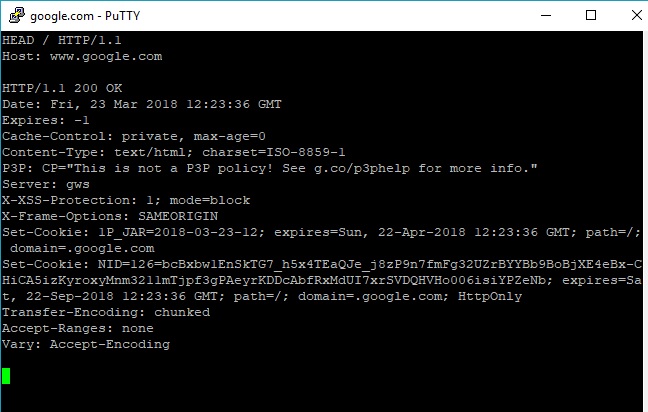 google.com - PuTTY
HEAD / HTTP/1.1
Host: www.google.com
HTTP/1.1 200 OK
Date: Fri, 23 Mar 2018 12:23:36 GMT
Expires: -1
Cache-Control: private, max-age=0
Content-Type: text/html; charset=ISO-8859-1
P3P: CP="This is not a P3P policy! See g.co/p3phelp for more info."
Server: gws
X-XSS-Protection: 1; mode=block
X-Frame-Options: SAMEORIGIN
Set-Cookie: 1P_JAR=2018-03-23-12; expires=Sun, 22-Apr-2018 12:23:36 GMT; path=/;
domain=.google.com
Set-Cookie: NID=126=bcBxbw1EnSkTG7_h5x4TEaQJe_j8zP9n7fmFg32UZrBYYBb9BoBjXE4eBx-C
HiCA5izKyroxyMnm3211mTjpf3gPAeyrKDDcAbfRxMdUI7xrSVDQHVHo006isiYPZeNb; expires=Sa
t, 22-Sep-2018 12:23:36 GMT; path=/; domain=.google.com; HttpOnly
Transfer-Encoding: chunked
Accept-Ranges: none
Vary: Accept-Encoding